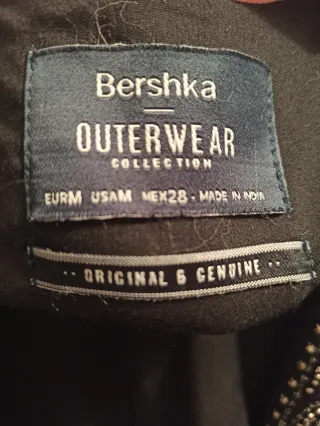 Bershka
OUTERWEAR
COLLECTION
EURM USAM MEX28 - MADE IN INDIA
·· ORIGINAL & GENUINE ··